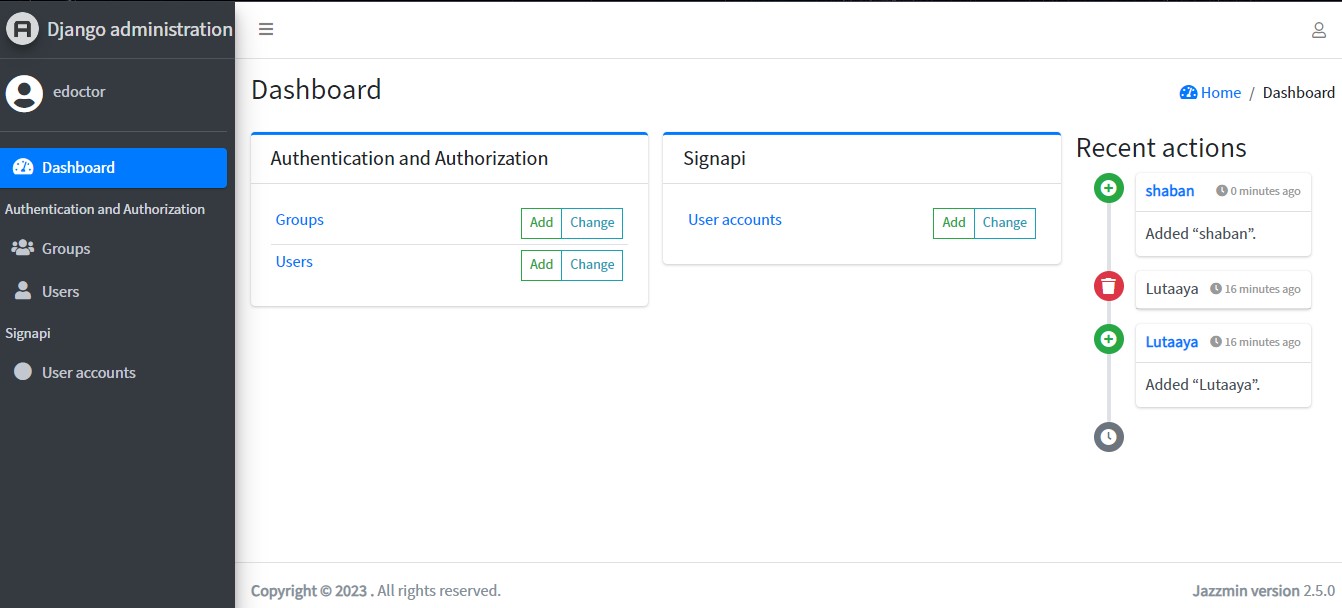 Django administration
edoctor
Dashboard
Authentication and Authorization
Groups
Users
Signapi
User accounts
Dashboard
Home / Dashboard
Authentication and Authorization
Groups Add Change
Users Add Change
Signapi
User accounts Add Change
Recent actions
shaban 0 minutes ago
Added “shaban”.
Lutaaya 16 minutes ago
Lutaaya 16 minutes ago
Added “Lutaaya”.
Copyright © 2023 . All rights reserved.
Jazzmin version 2.5.0